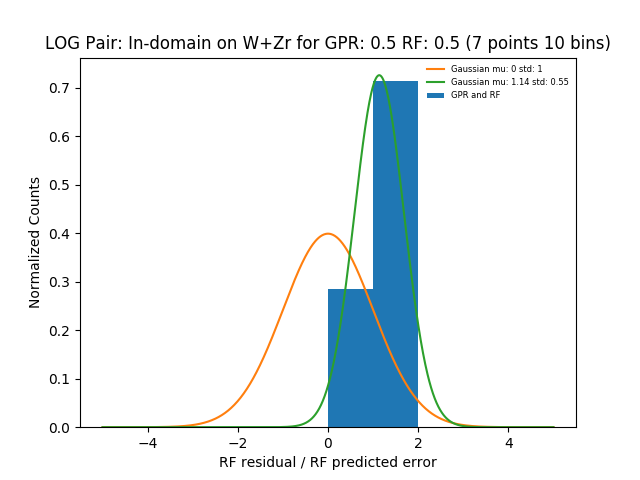 LOG Pair: In-domain on W+Zr for GPR: 0.5 RF: 0.5 (7 points 10 bins)
Gaussian mu: 0 std: 1
Gaussian mu: 1.14 std: 0.55
GPR and RF
Normalized Counts
0.7
0.6
0.5
0.4
0.3
0.2
0.1
0.0
−4 −2 0 2 4
RF residual / RF predicted error